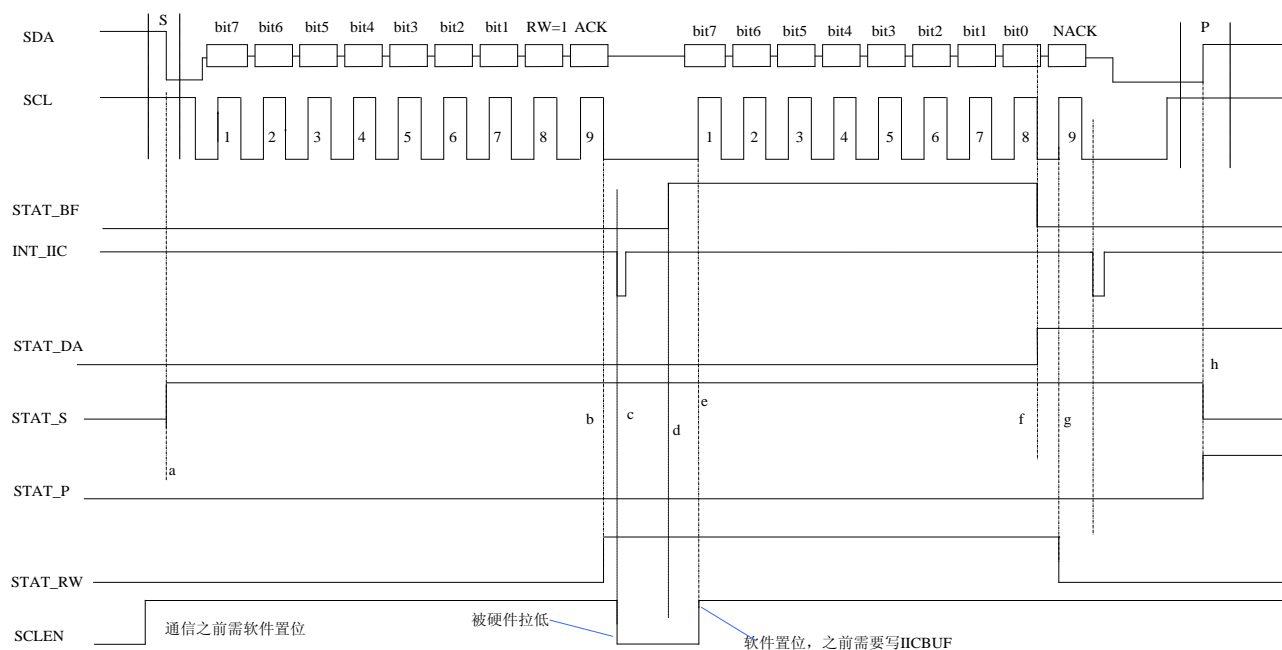 S bit7 bit6 bit5 bit4 bit3 bit2 bit1 RW=1 ACK bit7 bit6 bit5 bit4 bit3 bit2 bit1 bit0 NACK P
SDA
SCL
1 2 3 4 5 6 7 8 9 1 2 3 4 5 6 7 8 9
STAT_BF
INT_IIC
STAT_DA
h
STAT_S
b c d e f g
a
STAT_P
STAT_RW
SCLEN
通信之前需软件置位
被硬件拉低
软件置位，之前需要写IICBUF